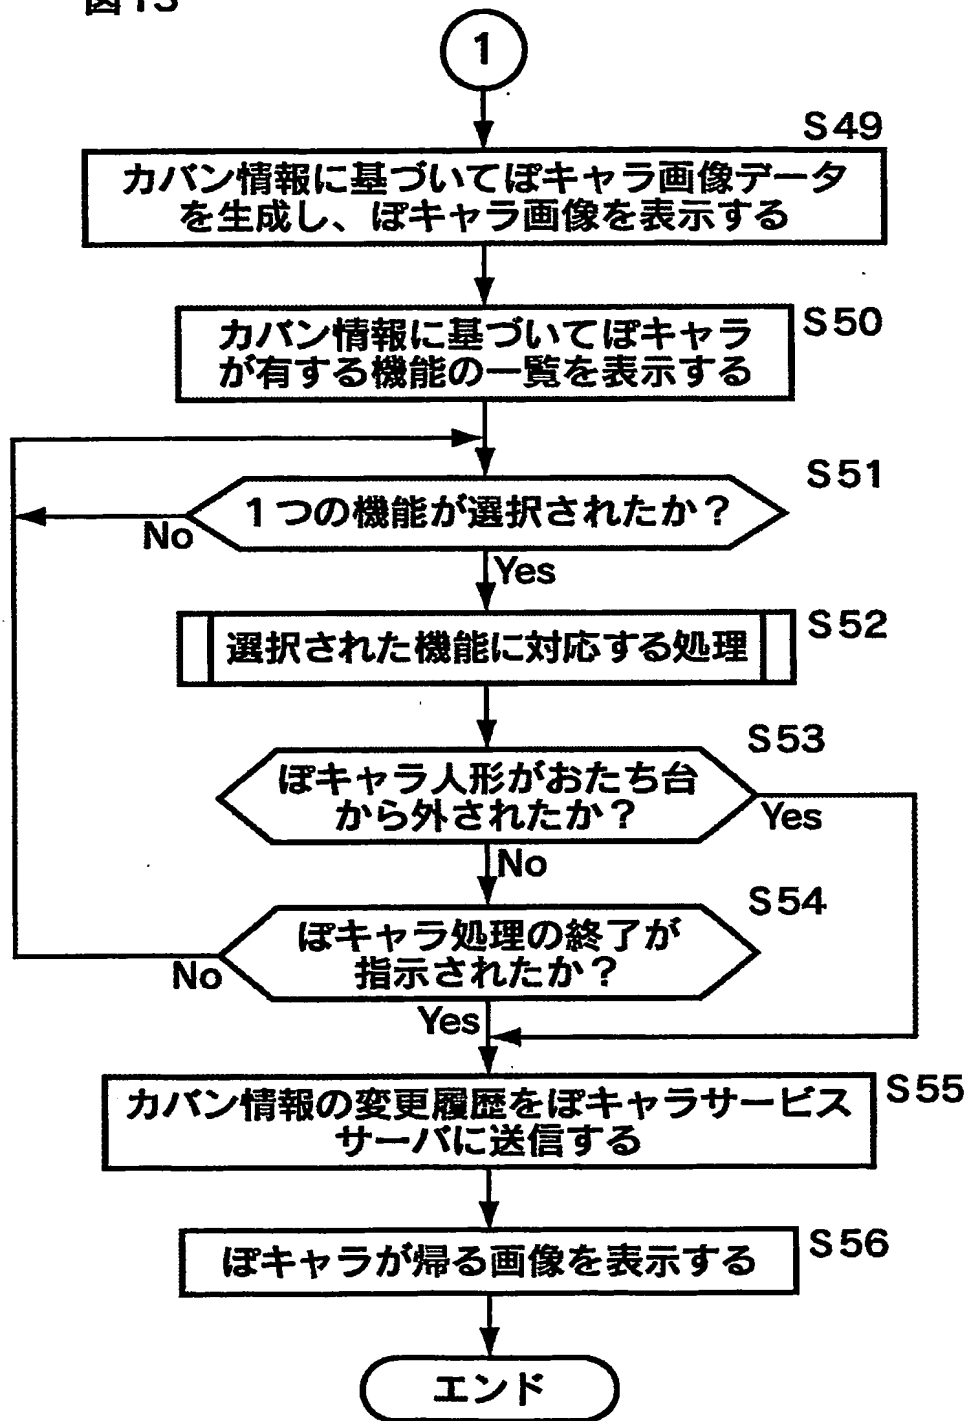 図13
1
S49
カバン情報に基づいてぽキャラ画像データ
を生成し、ぽキャラ画像を表示する
S50
カバン情報に基づいてぽキャラ
が有する機能の一覧を表示する
S51
1つの機能が選択されたか？
No
Yes
S52
選択された機能に対応する処理
S53
ぽキャラ人形がおたち台
から外されたか？
Yes
No
S54
ぽキャラ処理の終了が
指示されたか？
No
Yes
S55
カバン情報の変更履歴をぽキャラサービス
サーバに送信する
S56
ぽキャラが帰る画像を表示する
エンド